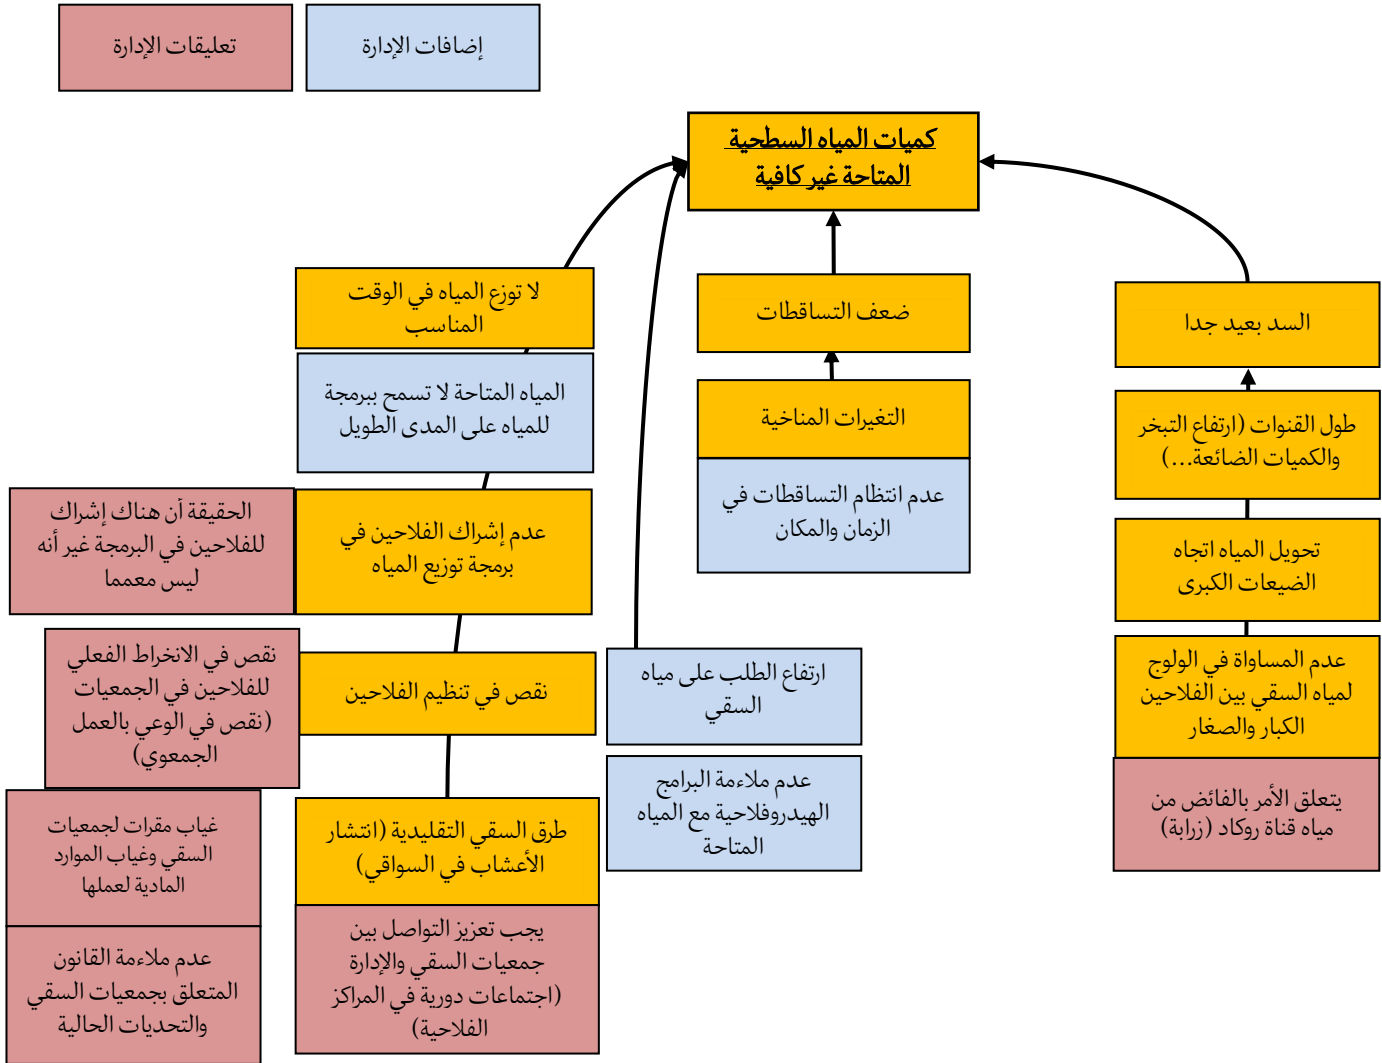 إضافات الإدارة
تعليقات الإدارة
كميات المياه السطحية
المتاحة غير كافية
السد بعيد جدا
طول القنوات (ارتفاع التبخر
والكميات الضائعة...)
تحويل المياه اتجاه
الضيعات الكبرى
عدم المساواة في الولوج
لمياه السقي بين الفلاحين
الكبار والصغار
يتعلق الأمر بالفائض من
مياه قناة روكاد (زرابة)
ضعف التساقطات
التغيرات المناخية
عدم انتظام التساقطات في
الزمان والمكان
ارتفاع الطلب على مياه
السقي
عدم ملاءمة البرامج
الهيدروفلاحية مع المياه
المتاحة
لا توزع المياه في الوقت
المناسب
المياه المتاحة لا تسمح ببرمجة
للمياه على المدى الطويل
عدم إشراك الفلاحين في
برمجة توزيع المياه
نقص في تنظيم الفلاحين
طرق السقي التقليدية (انتشار
الأعشاب في السواقي)
يجب تعزيز التواصل بين
جمعيات السقي والإدارة
(اجتماعات دورية في المراكز
الفلاحية)
الحقيقة أن هناك إشراك
للفلاحين في البرمجة غير أنه
ليس معمما
نقص في الانخراط الفعلي
للفلاحين في الجمعيات
(نقص في الوعي بالعمل
الجمعوي)
غياب مقرات لجمعيات
السقي وغياب الموارد
المادية لعملها
عدم ملاءمة القانون
المتعلق بجمعيات السقي
والتحديات الحالية